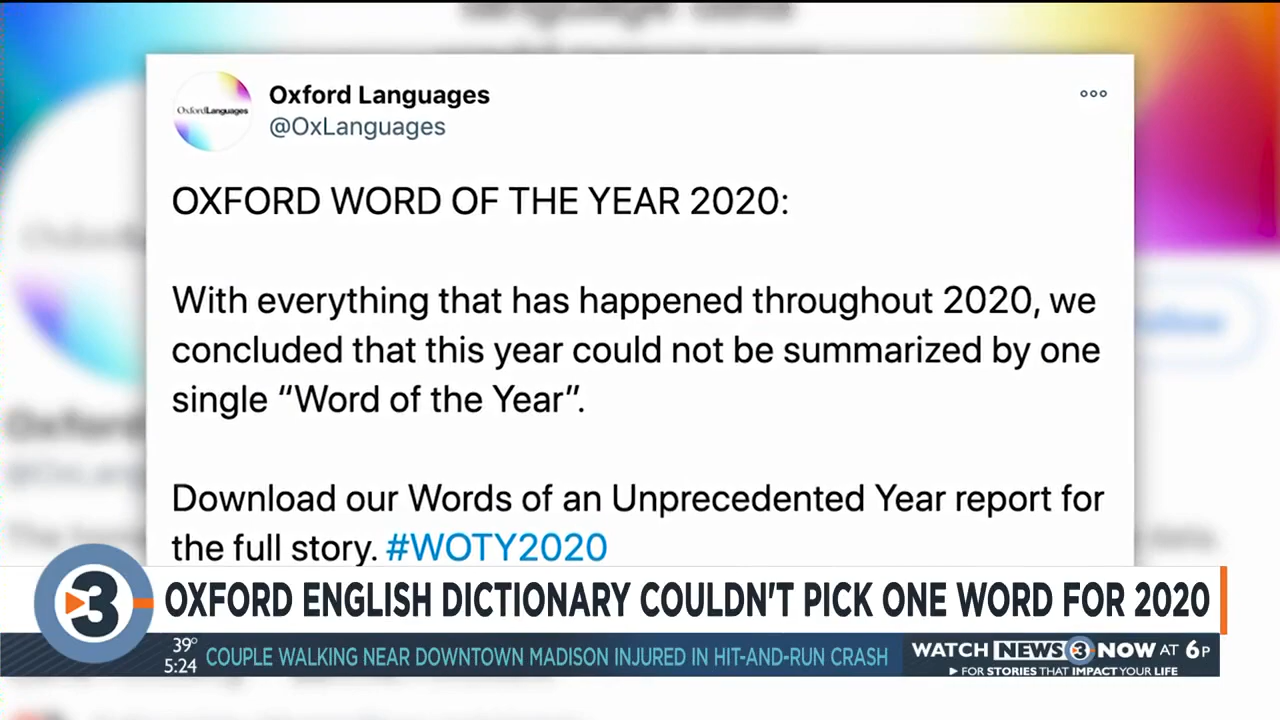 language data
OxfordLanguages
Oxford Languages
@OxLanguages
OXFORD WORD OF THE YEAR 2020:
With everything that has happened throughout 2020, we
concluded that this year could not be summarized by one
single “Word of the Year”.
Download our Words of an Unprecedented Year report for
the full story. #WOTY2020
3
OXFORD ENGLISH DICTIONARY COULDN'T PICK ONE WORD FOR 2020
39°
5:24
COUPLE WALKING NEAR DOWNTOWN MADISON INJURED IN HIT-AND-RUN CRASH
WATCH NEWS 3 NOW AT 6P
▶ FOR STORIES THAT IMPACT YOUR LIFE